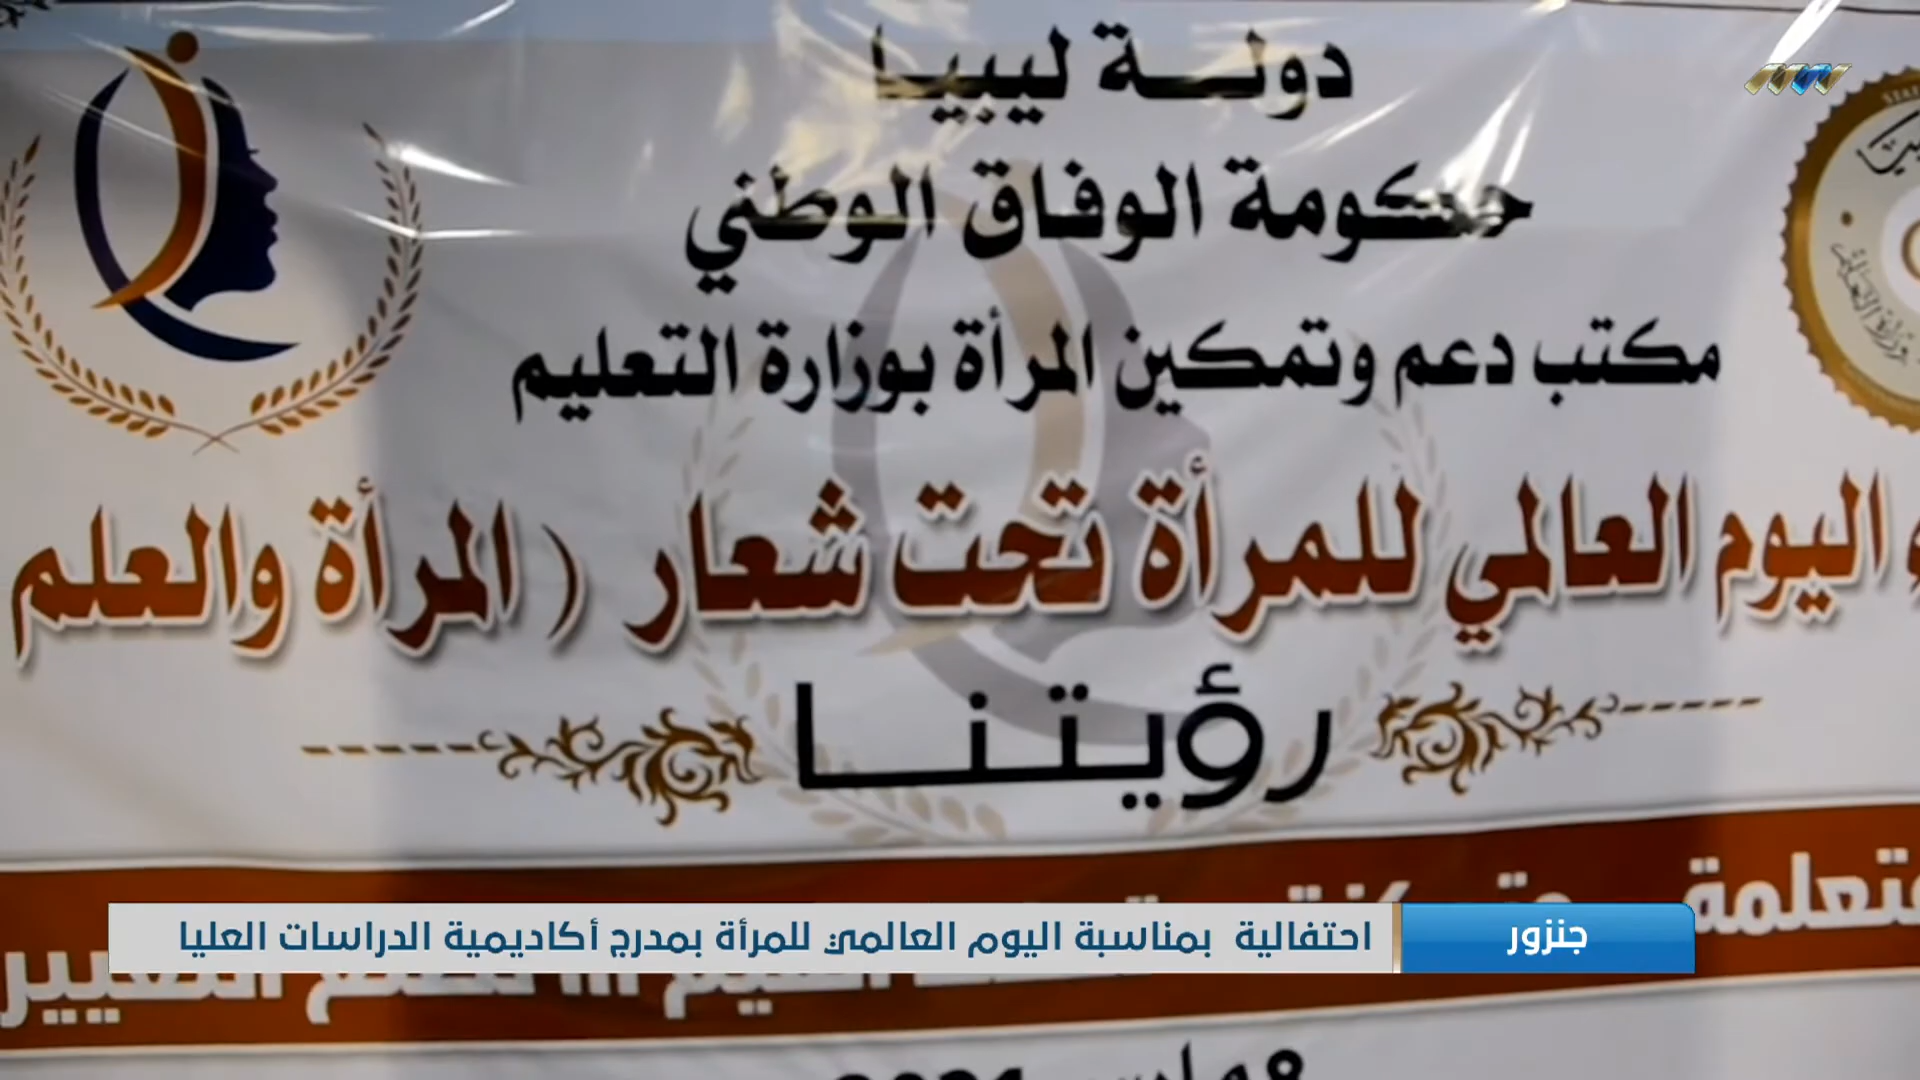 دولة ليبيا
حكومة الوفاق الوطني
مكتب دعم وتمكين المرأة بوزارة التعليم
اليوم العالمي للمرأة تحت شعار ( المرأة والعلم
رؤيتنا
جنزور
احتفالية بمناسبة اليوم العالمي للمرأة بمدرج أكاديمية الدراسات العليا